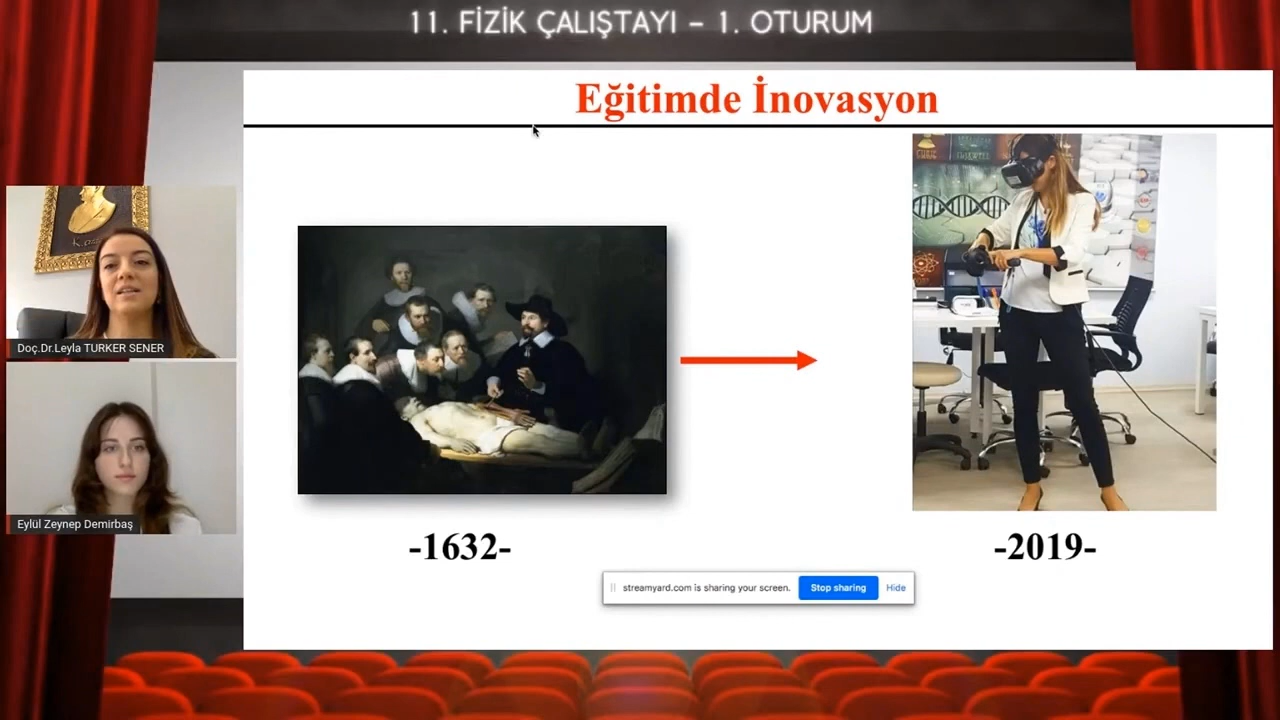 11. FİZİK ÇALIŞTAYI – 1. OTURUM
Eğitimde İnovasyon
Doç.Dr.Leyla TURKER SENER
Eylül Zeynep Demirbaş
-1632-
-2019-
streamyard.com is sharing your screen.
Stop sharing
Hide